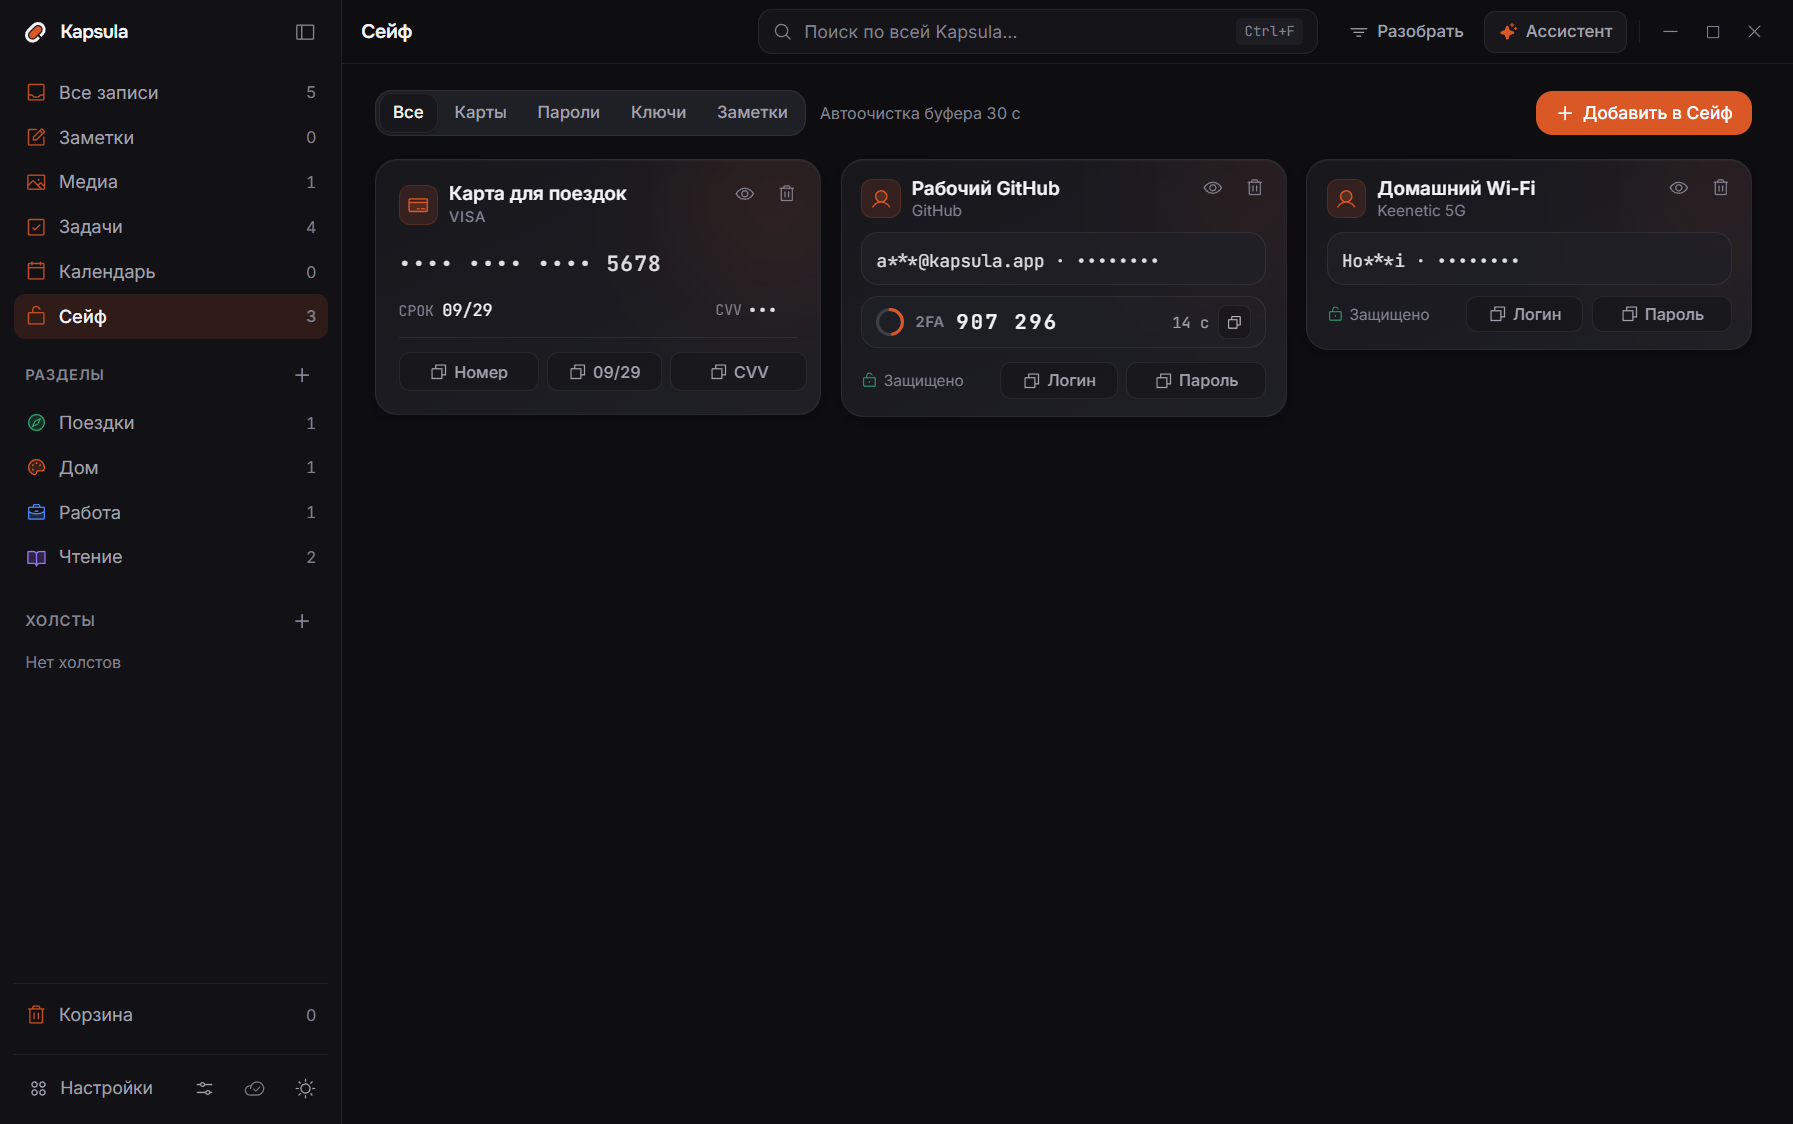 Kapsula
Сейф
Поиск по всей Kapsula...
Ctrl+F
Разобрать
Ассистент
Все записи 5
Заметки 0
Медиа 1
Задачи 4
Календарь 0
Сейф 3
РАЗДЕЛЫ
Поездки 1
Дом 1
Работа 1
Чтение 2
ХОЛСТЫ
Нет холстов
Корзина 0
Настройки
Все Карты Пароли Ключи Заметки
Автоочистка буфера 30 с
Добавить в Сейф
Карта для поездок
VISA
•••• •••• •••• 5678
СРОК 09/29 CVV •••
Номер 09/29 CVV
Рабочий GitHub
GitHub
a***@kapsula.app · ••••••••
2FA 907 296 14 с
Защищено Логин Пароль
Домашний Wi-Fi
Keenetic 5G
Ho***i · ••••••••
Защищено Логин Пароль